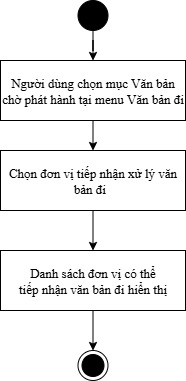 Người dùng chọn mục Văn bản
chờ phát hành tại menu Văn bản đi
Chọn đơn vị tiếp nhận xử lý văn
bản đi
Danh sách đơn vị có thể
tiếp nhận văn bản đi hiển thị